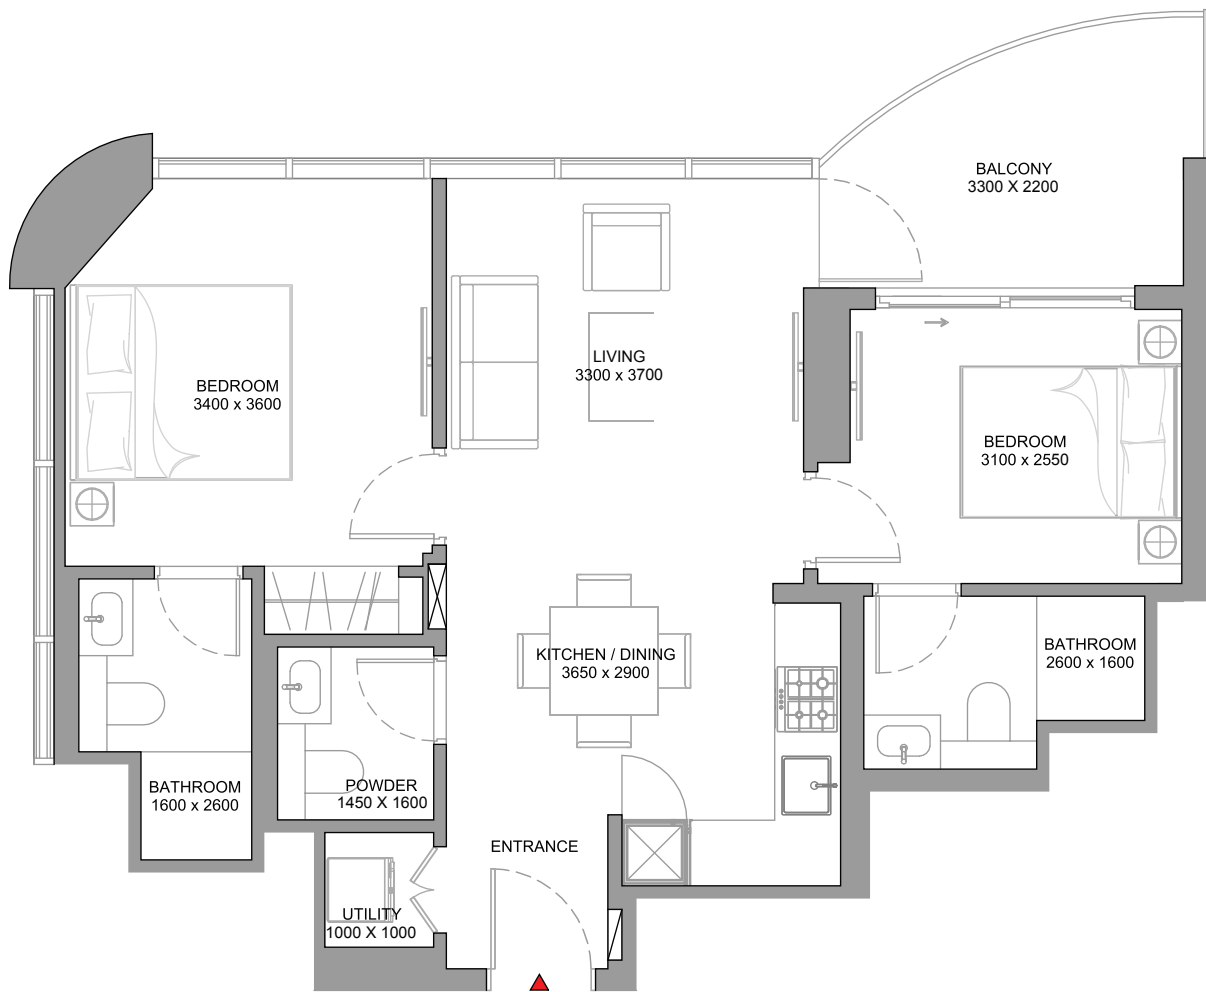 BALCONY
3300 X 2200
LIVING
3300 x 3700
BEDROOM
3400 x 3600
BEDROOM
3100 x 2550
KITCHEN / DINING
3650 x 2900
BATHROOM
2600 x 1600
BATHROOM
1600 x 2600
POWDER
1450 X 1600
ENTRANCE
UTILITY
1000 X 1000